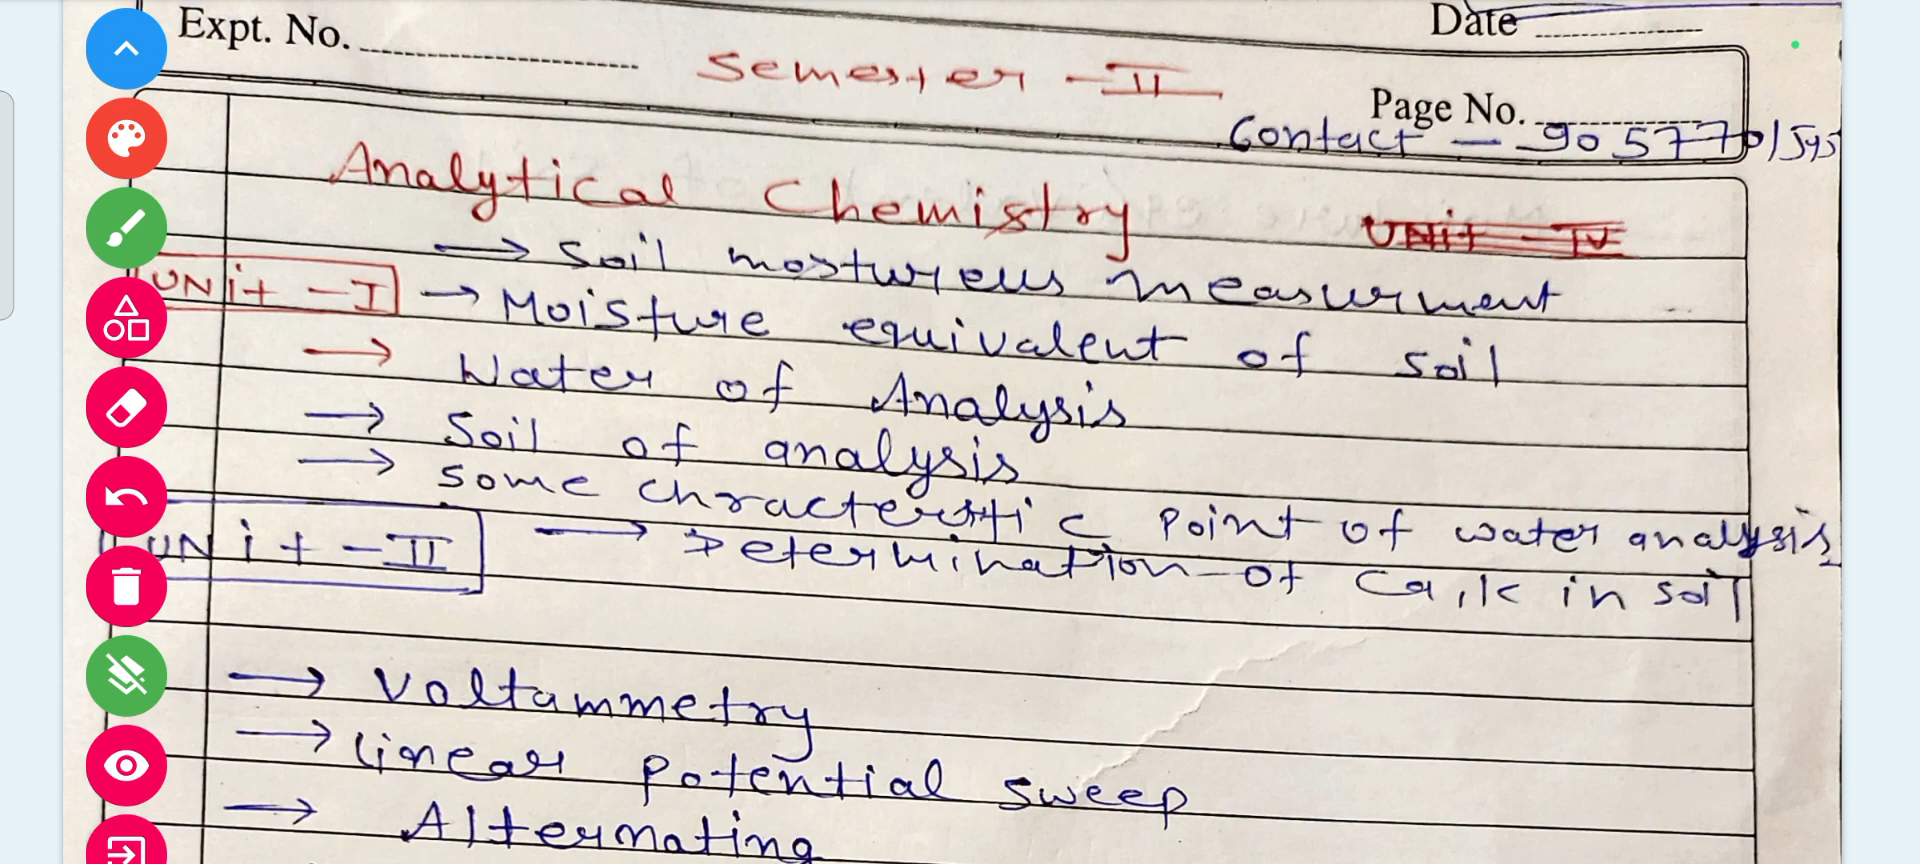 Expt. No.
Date
Semester - II
Page No.
Contact - 9057701545
Analytical Chemistry
UNit - IV
→ Soil mostureus measurment
UNit - I → Moisture equivalent of soil
→ Water of Analysis
→ Soil of analysis
→ some chracteristic Point of water analysis
UNit - II → Determination of Ca, K in soil
→ Voltammetry
→ linear potential sweep
→ Alternating